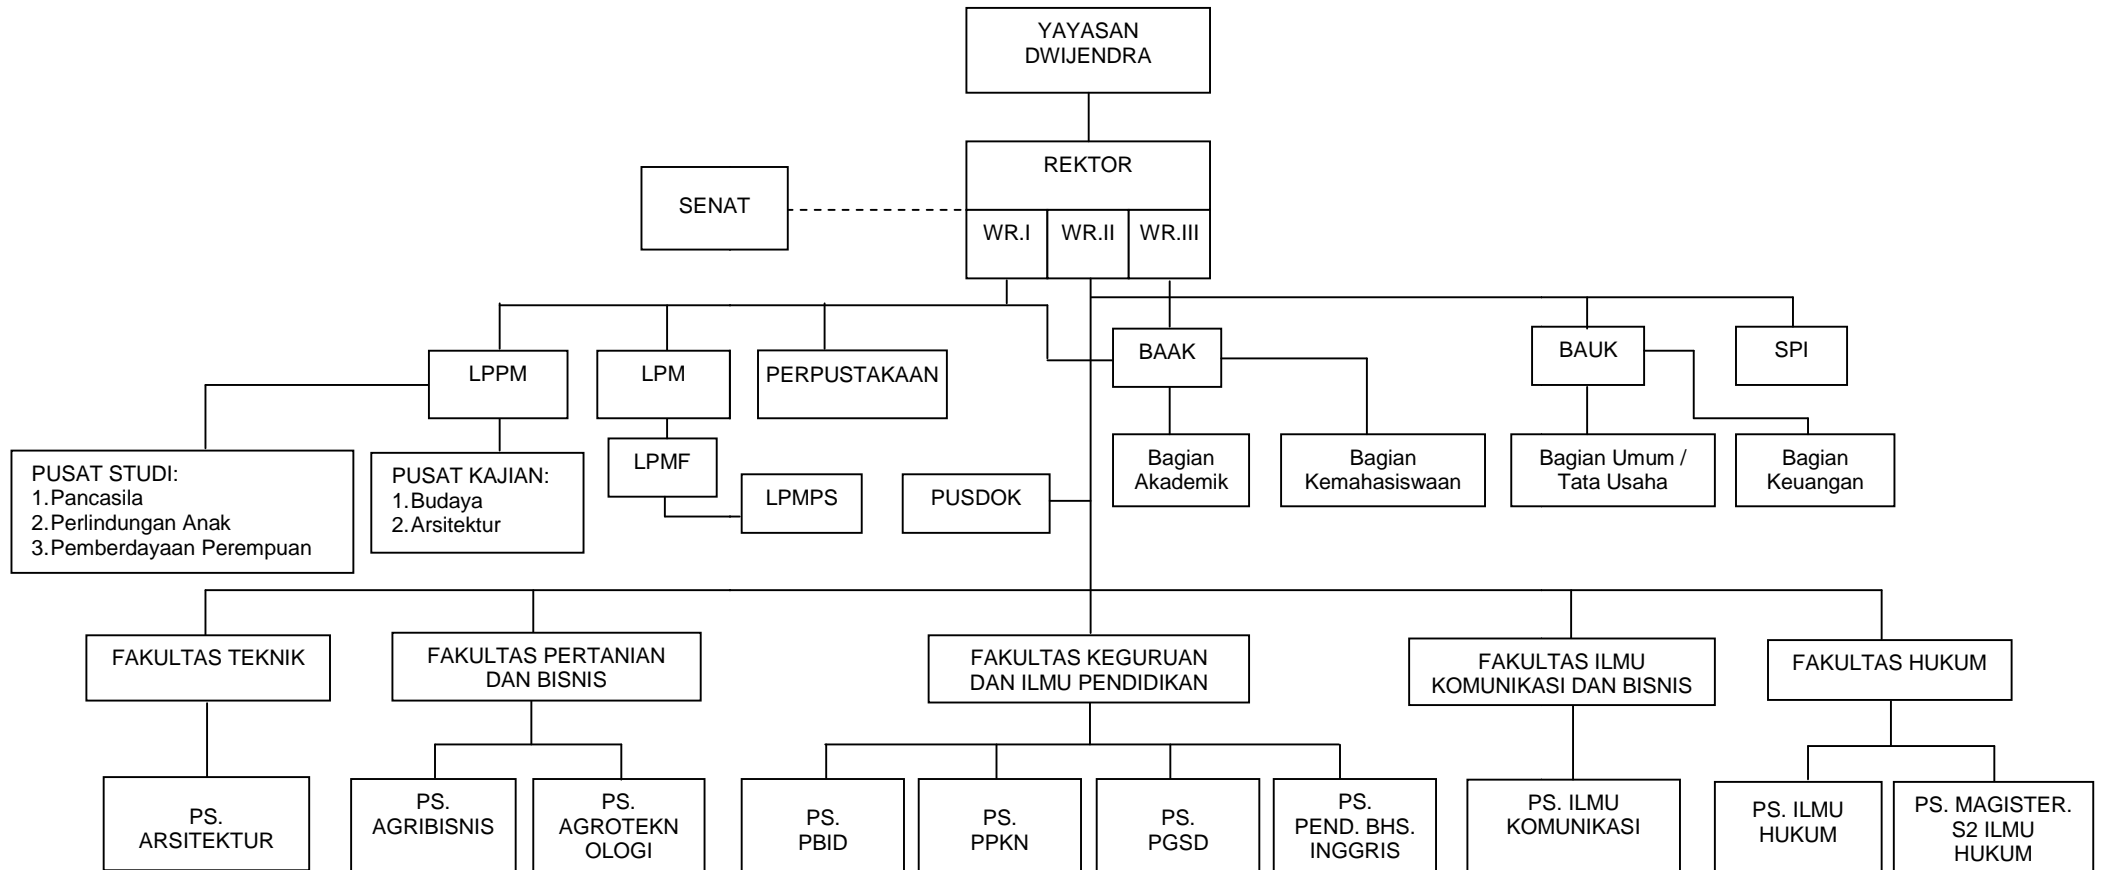 YAYASAN
DWIJENDRA
REKTOR
SENAT
WR.I
WR.II
WR.III
LPPM
LPM
PERPUSTAKAAN
BAAK
BAUK
SPI
PUSAT STUDI:
1.Pancasila
2.Perlindungan Anak
3.Pemberdayaan Perempuan
PUSAT KAJIAN:
1.Budaya
2.Arsitektur
LPMF
LPMPS
PUSDOK
Bagian
Akademik
Bagian
Kemahasiswaan
Bagian Umum /
Tata Usaha
Bagian
Keuangan
FAKULTAS TEKNIK
FAKULTAS PERTANIAN
DAN BISNIS
FAKULTAS KEGURUAN
DAN ILMU PENDIDIKAN
FAKULTAS ILMU
KOMUNIKASI DAN BISNIS
FAKULTAS HUKUM
PS.
ARSITEKTUR
PS.
AGRIBISNIS
PS.
AGROTEKN
OLOGI
PS.
PBID
PS.
PPKN
PS.
PGSD
PS.
PEND. BHS.
INGGRIS
PS. ILMU
KOMUNIKASI
PS. ILMU
HUKUM
PS. MAGISTER.
S2 ILMU
HUKUM